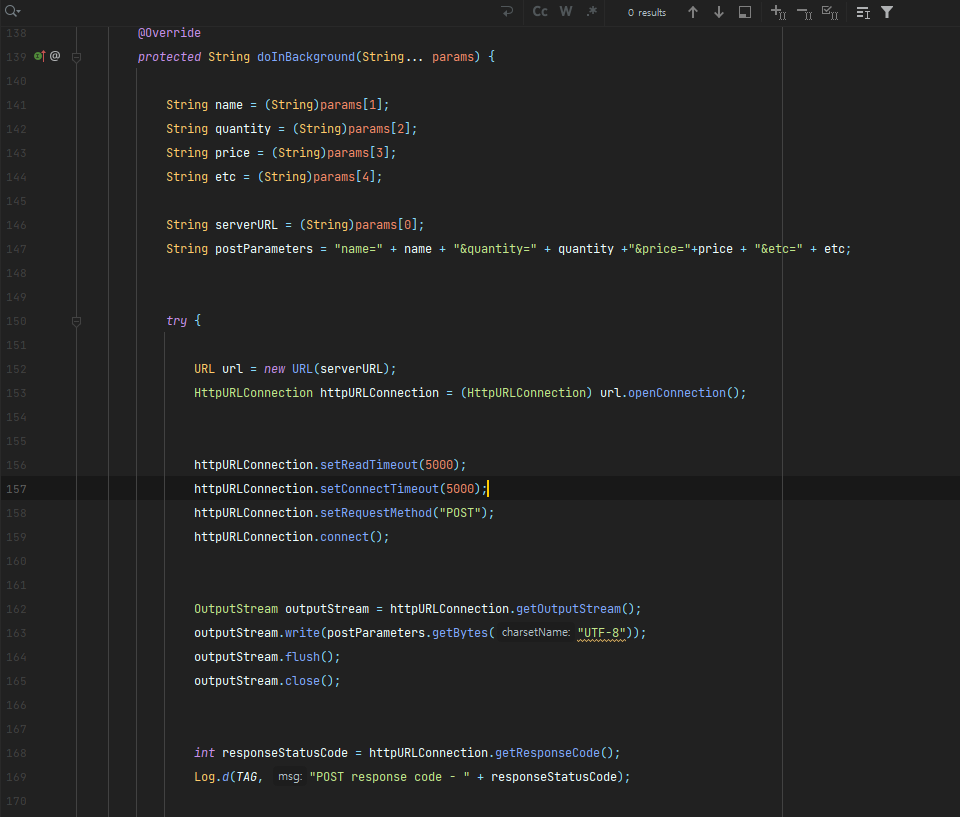 Cc W .* 0 results
138 @Override
139 @ protected String doInBackground(String... params) {
140
141 String name = (String)params[1];
142 String quantity = (String)params[2];
143 String price = (String)params[3];
144 String etc = (String)params[4];
145
146 String serverURL = (String)params[0];
147 String postParameters = "name=" + name + "&quantity=" + quantity +"&price="+price + "&etc=" + etc;
148
149
150 try {
151
152 URL url = new URL(serverURL);
153 HttpURLConnection httpURLConnection = (HttpURLConnection) url.openConnection();
154
155
156 httpURLConnection.setReadTimeout(5000);
157 httpURLConnection.setConnectTimeout(5000);
158 httpURLConnection.setRequestMethod("POST");
159 httpURLConnection.connect();
160
161
162 OutputStream outputStream = httpURLConnection.getOutputStream();
163 outputStream.write(postParameters.getBytes( charsetName: "UTF-8"));
164 outputStream.flush();
165 outputStream.close();
166
167
168 int responseStatusCode = httpURLConnection.getResponseCode();
169 Log.d(TAG, msg: "POST response code - " + responseStatusCode);
170